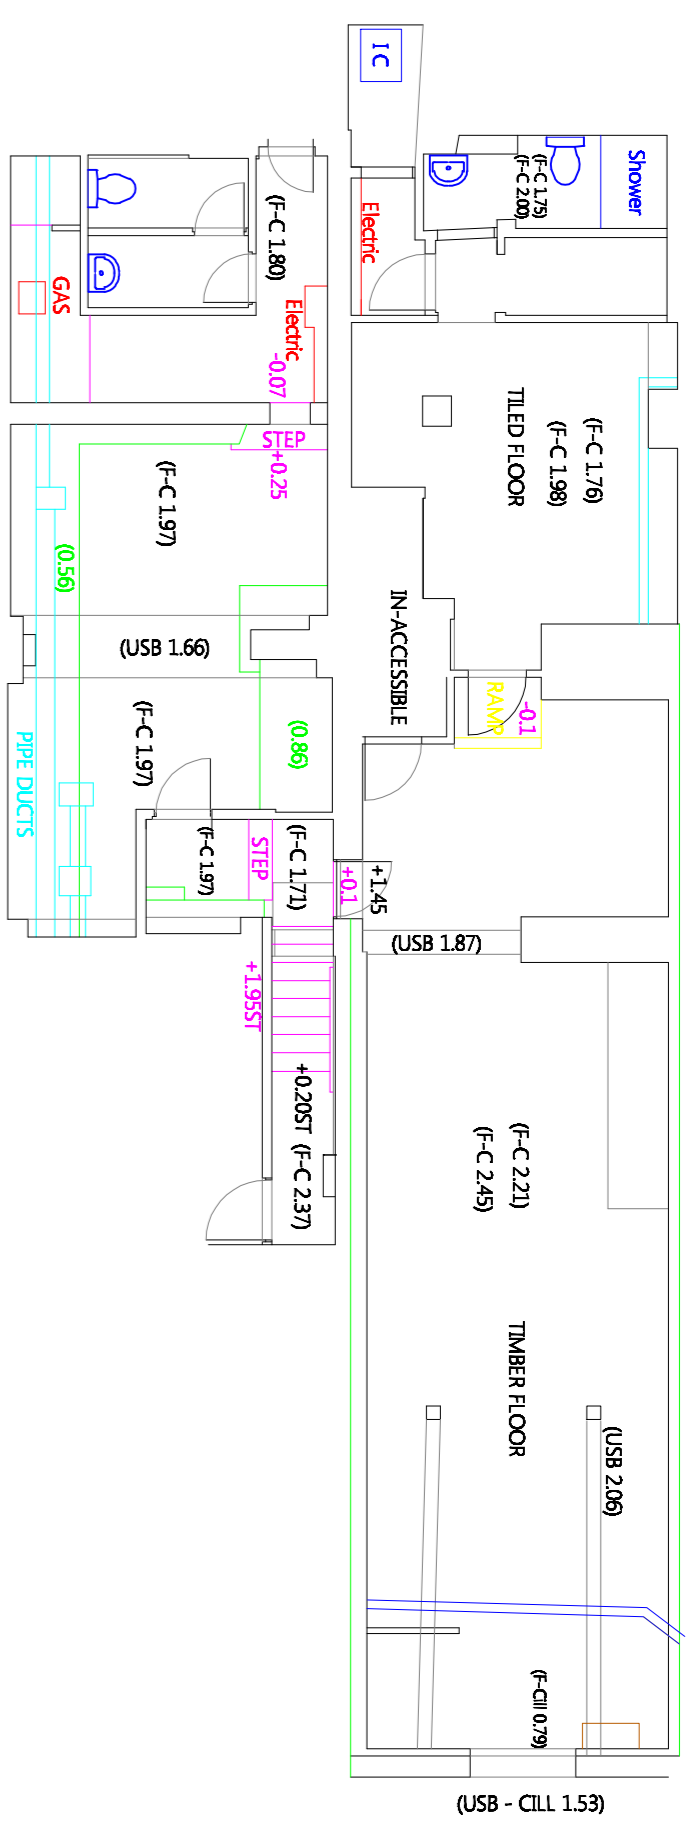 I C
Shower
(F-C 1.75)
(F-C 2.00)
Electric
(F-C 1.80)
GAS
Electric
-0.07
STEP
+0.25
TILED FLOOR
(F-C 1.76)
(F-C 1.98)
(F-C 1.97)
(0.56)
IN-ACCESSIBLE
(USB 1.66)
RAMP
-0.1
(F-C 1.97)
(0.86)
PIPE DUCTS
(F-C 1.97)
STEP
(F-C 1.71)
+0.1
+1.45
(USB 1.87)
+1.95ST
+0.20ST (F-C 2.37)
(F-C 2.21)
(F-C 2.45)
TIMBER FLOOR
(USB 2.06)
(F-Cill 0.79)
(USB - CILL 1.53)